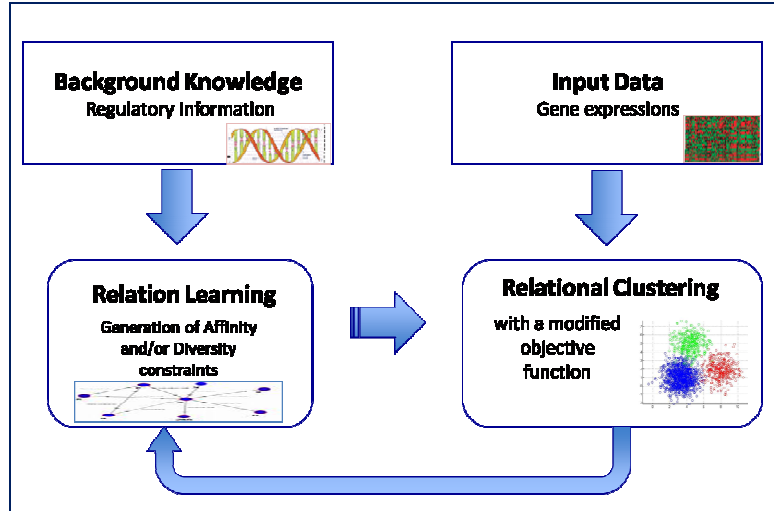 Background Knowledge
Regulatory Information
Input Data
Gene expressions
Relation Learning
Generation of Affinity
and/or Diversity
constraints
Relational Clustering
with a modified
objective
function